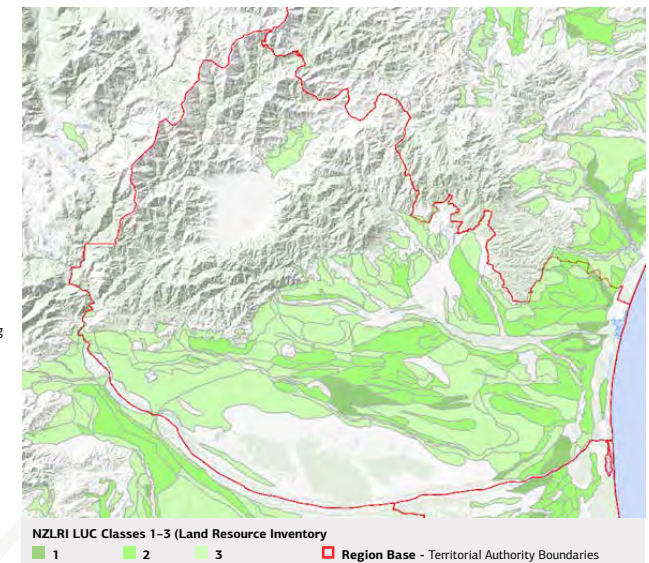 g
NZLRI LUC Classes 1–3 (Land Resource Inventory
1 2 3 Region Base - Territorial Authority Boundaries